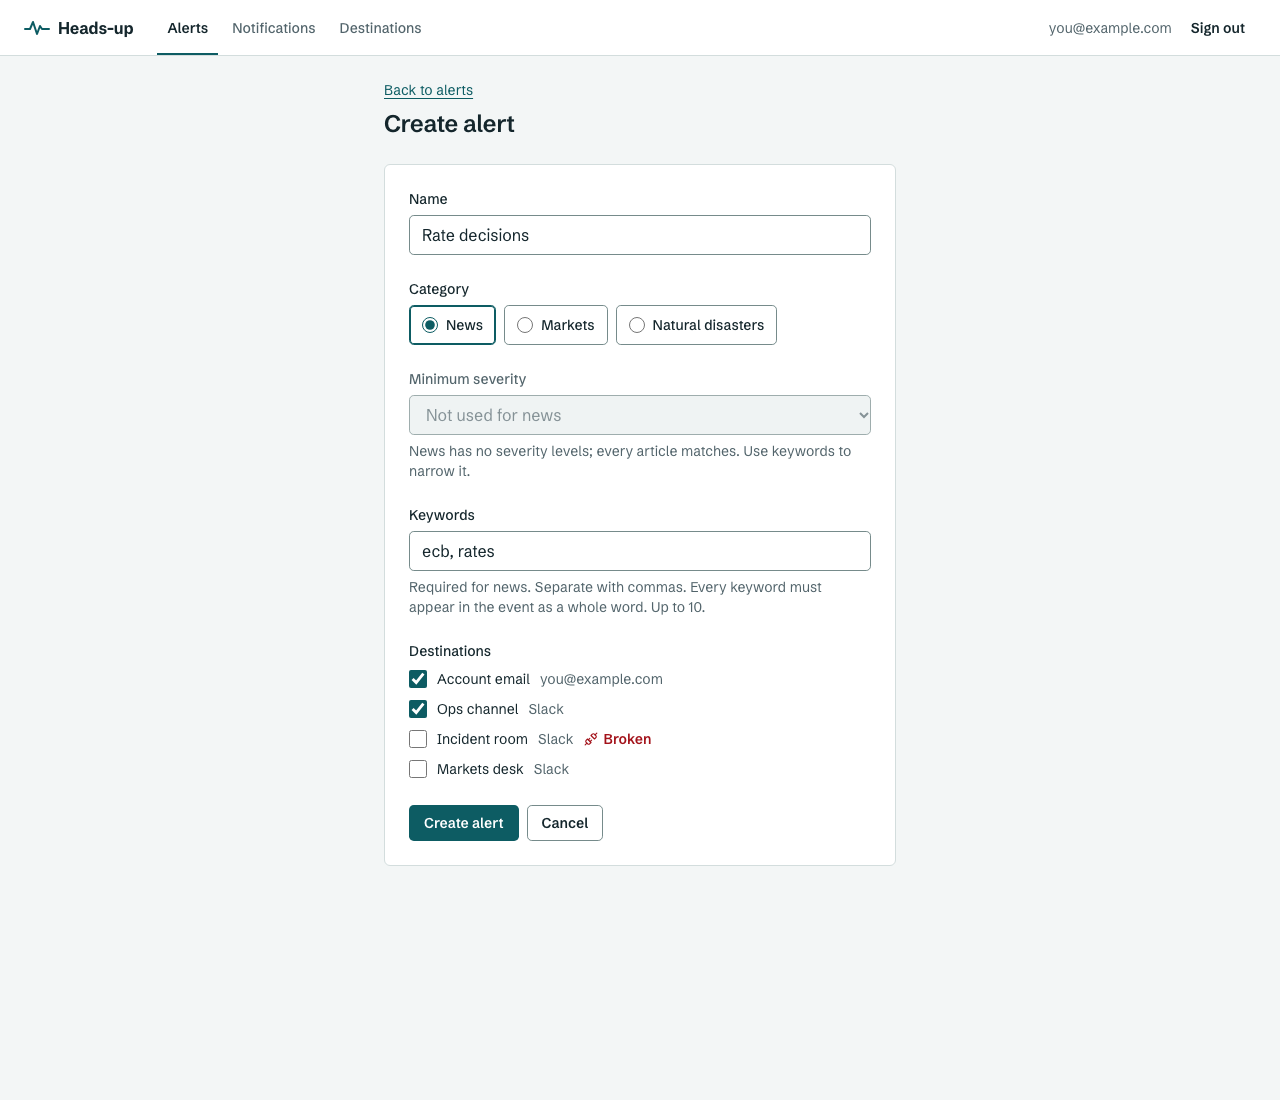 Heads-up
Alerts
Notifications
Destinations
you@example.com
Sign out
Back to alerts
Create alert
Name
Rate decisions
Category
News
Markets
Natural disasters
Minimum severity
Not used for news
News has no severity levels; every article matches. Use keywords to
narrow it.
Keywords
ecb, rates
Required for news. Separate with commas. Every keyword must
appear in the event as a whole word. Up to 10.
Destinations
Account email you@example.com
Ops channel Slack
Incident room Slack Broken
Markets desk Slack
Create alert
Cancel